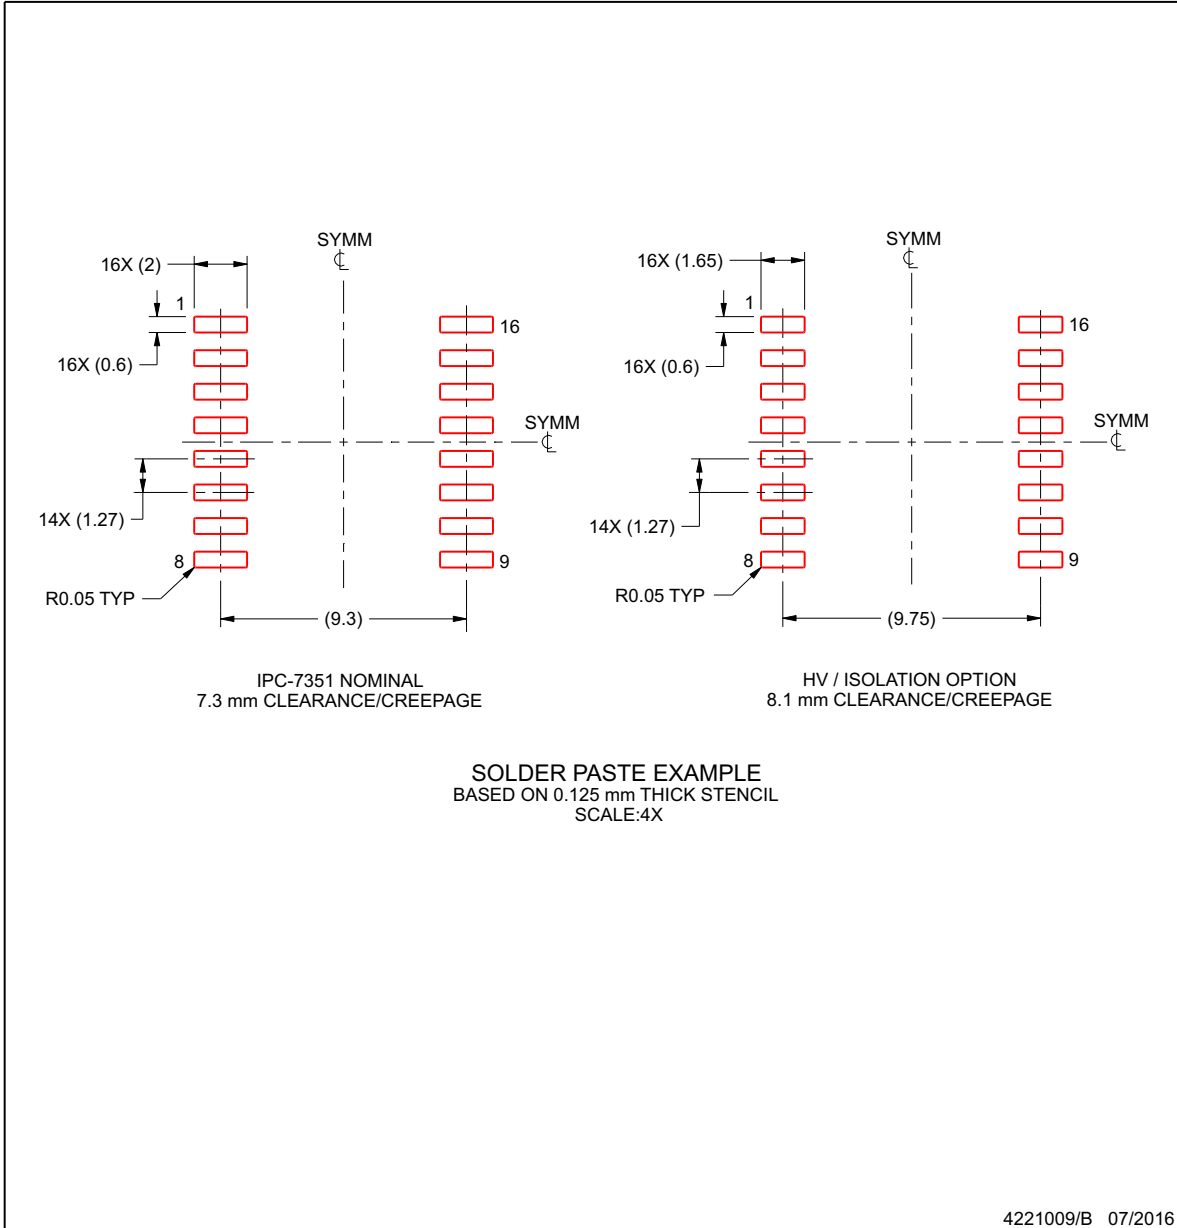 SYMM
16X (2)
1
16
16X (0.6)
SYMM
14X (1.27)
8
9
R0.05 TYP
(9.3)
IPC-7351 NOMINAL
7.3 mm CLEARANCE/CREEPAGE
SYMM
16X (1.65)
1
16
16X (0.6)
SYMM
14X (1.27)
8
9
R0.05 TYP
(9.75)
HV / ISOLATION OPTION
8.1 mm CLEARANCE/CREEPAGE
SOLDER PASTE EXAMPLE
BASED ON 0.125 mm THICK STENCIL
SCALE:4X
4221009/B 07/2016